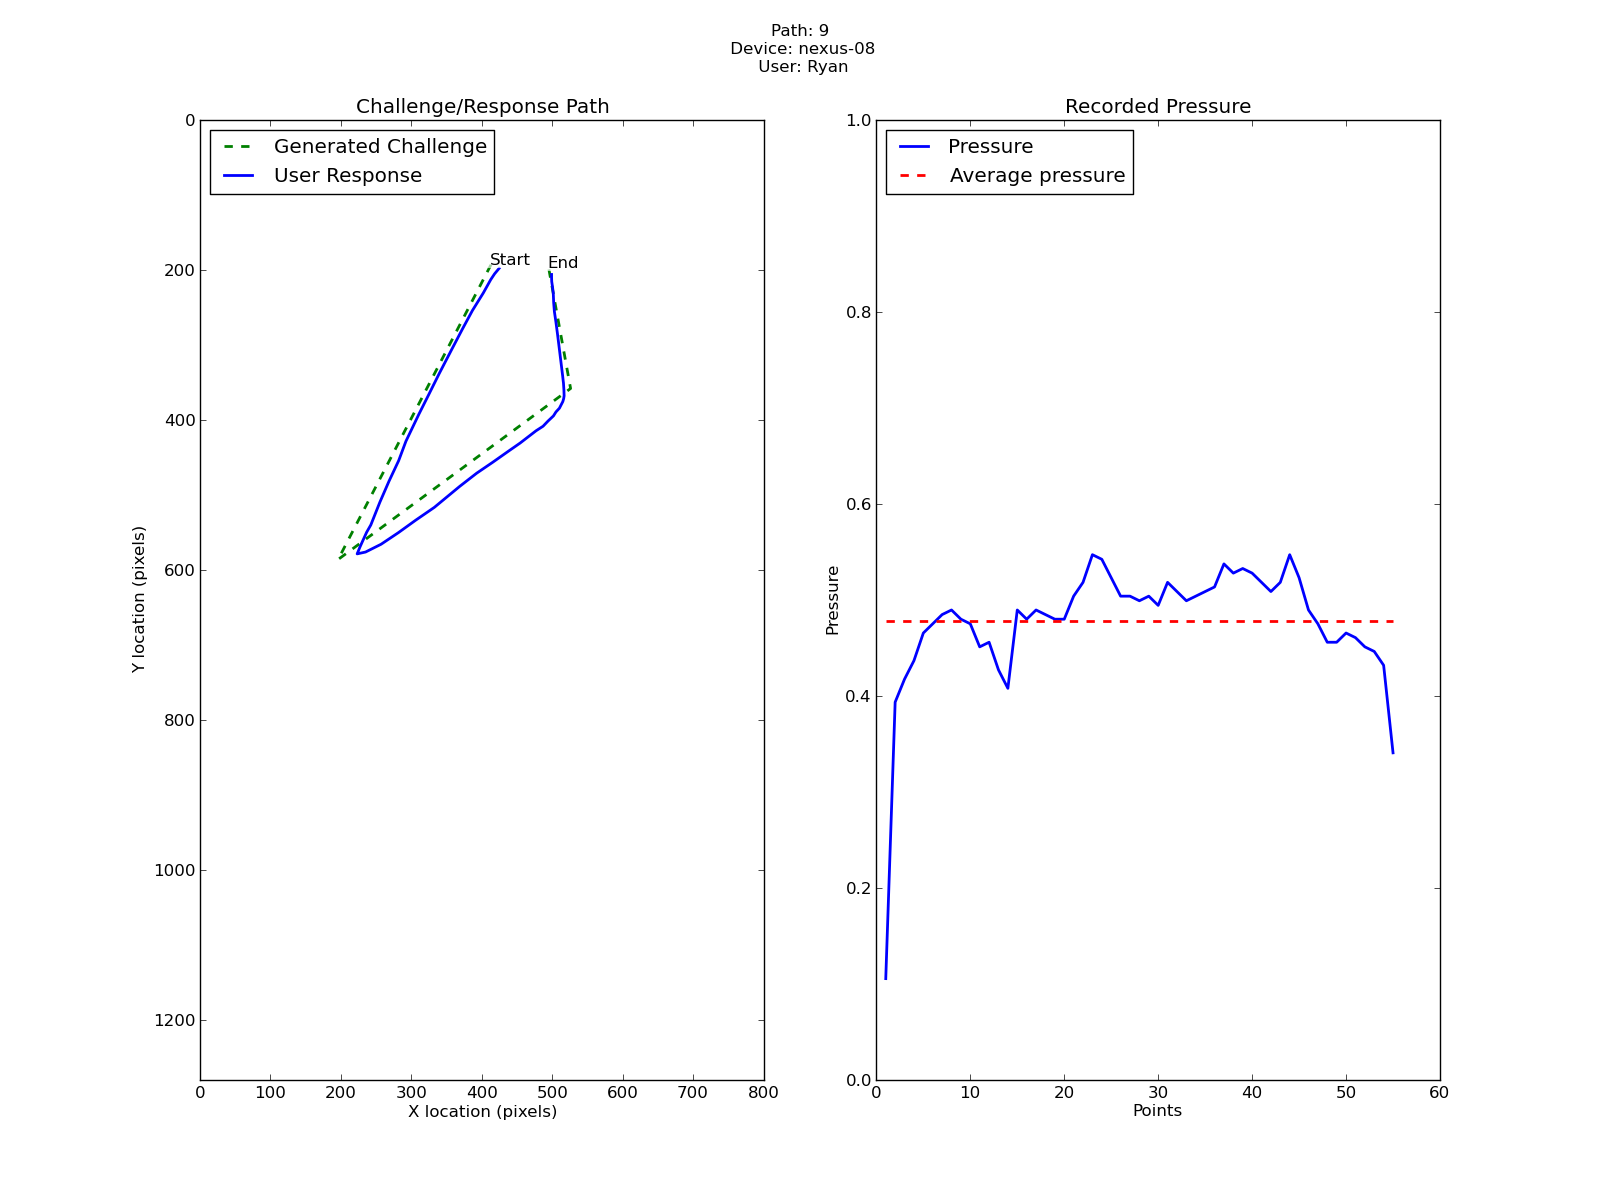 Path: 9
Device: nexus-08
User: Ryan
Challenge/Response Path
Generated Challenge
User Response
Start
End
0
200
400
600
800
1000
1200
Y location (pixels)
0 100 200 300 400 500 600 700 800
X location (pixels)
Recorded Pressure
Pressure
Average pressure
1.0
0.8
0.6
0.4
0.2
0.0
Pressure
0 10 20 30 40 50 60
Points